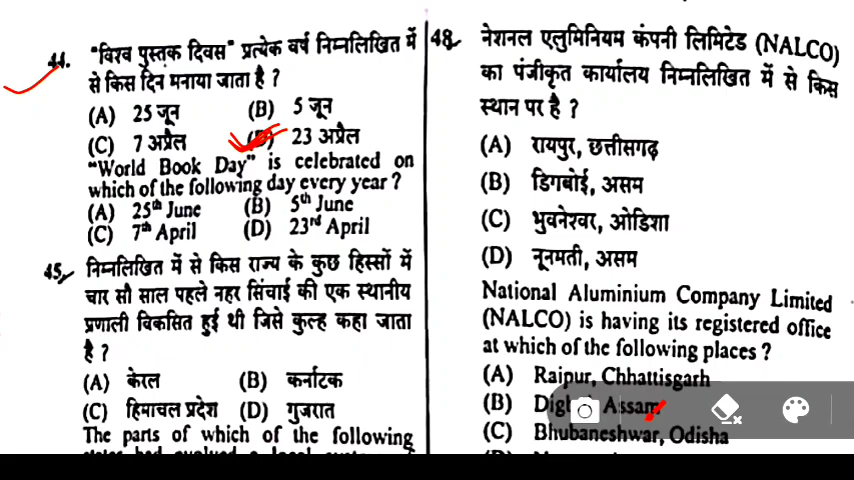 44. "विश्व पुस्तक दिवस" प्रत्येक वर्ष निम्नलिखित में
से किस दिन मनाया जाता है ?
(A) 25 जून (B) 5 जून
(C) 7 अप्रैल (D) 23 अप्रैल
"World Book Day" is celebrated on
which of the following day every year ?
(A) 25th June (B) 5th June
(C) 7th April (D) 23rd April
45. निम्नलिखित में से किस राज्य के कुछ हिस्सों में
चार सौ साल पहले नहर सिंचाई की एक स्थानीय
प्रणाली विकसित हुई थी जिसे कुल्ह कहा जाता
है ?
(A) केरल (B) कर्नाटक
(C) हिमाचल प्रदेश (D) गुजरात
The parts of which of the following
48. नेशनल एलुमिनियम कंपनी लिमिटेड (NALCO)
का पंजीकृत कार्यालय निम्नलिखित में से किस
स्थान पर है ?
(A) रायपुर, छत्तीसगढ़
(B) डिगबोई, असम
(C) भुवनेश्वर, ओडिशा
(D) नूनमती, असम
National Aluminium Company Limited
(NALCO) is having its registered office
at which of the following places ?
(A) Raipur, Chhattisgarh
(B) Assam
(C) Bhubaneshwar, Odisha